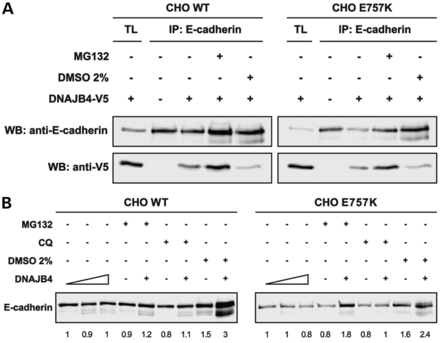 A
CHO WT
CHO E757K
TL IP: E-cadherin
TL IP: E-cadherin
MG132 - - - + - - - - + -
DMSO 2% - - - - + - - - - +
DNAJB4-V5 + - + + + + - + + +
WB: anti-E-cadherin
WB: anti-V5
B
CHO WT
CHO E757K
MG132 - - - + + - - - - - - - + + - - - -
CQ - - - - - + + - - - - - - - + + - -
DMSO 2% - - - - - - - + + - - - - - - - + +
DNAJB4 - + - + - + - + - +
E-cadherin
1 0.9 1 0.9 1.2 0.8 1.1 1.5 3 1 1 0.8 0.8 1.8 0.8 1 1.6 2.4